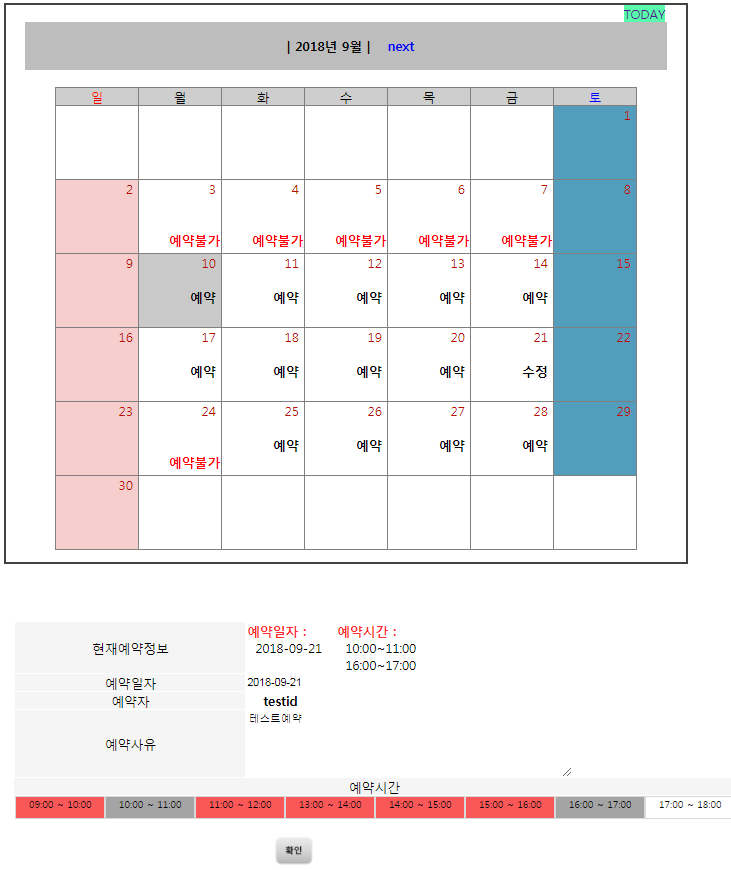 TODAY
| 2018년 9월 | next
일 월 화 수 목 금 토
1
2 3 4 5 6 7 8
예약불가 예약불가 예약불가 예약불가 예약불가
9 10 11 12 13 14 15
예약 예약 예약 예약 예약
16 17 18 19 20 21 22
예약 예약 예약 예약 수정
23 24 25 26 27 28 29
예약 예약 예약 예약
예약불가
30
예약일자 : 예약시간 :
현재예약정보 2018-09-21 10:00~11:00
16:00~17:00
예약일자 2018-09-21
예약자 testid
테스트예약
예약사유
예약시간
09:00 ~ 10:00 10:00 ~ 11:00 11:00 ~ 12:00 13:00 ~ 14:00 14:00 ~ 15:00 15:00 ~ 16:00 16:00 ~ 17:00 17:00 ~ 18:00
확인